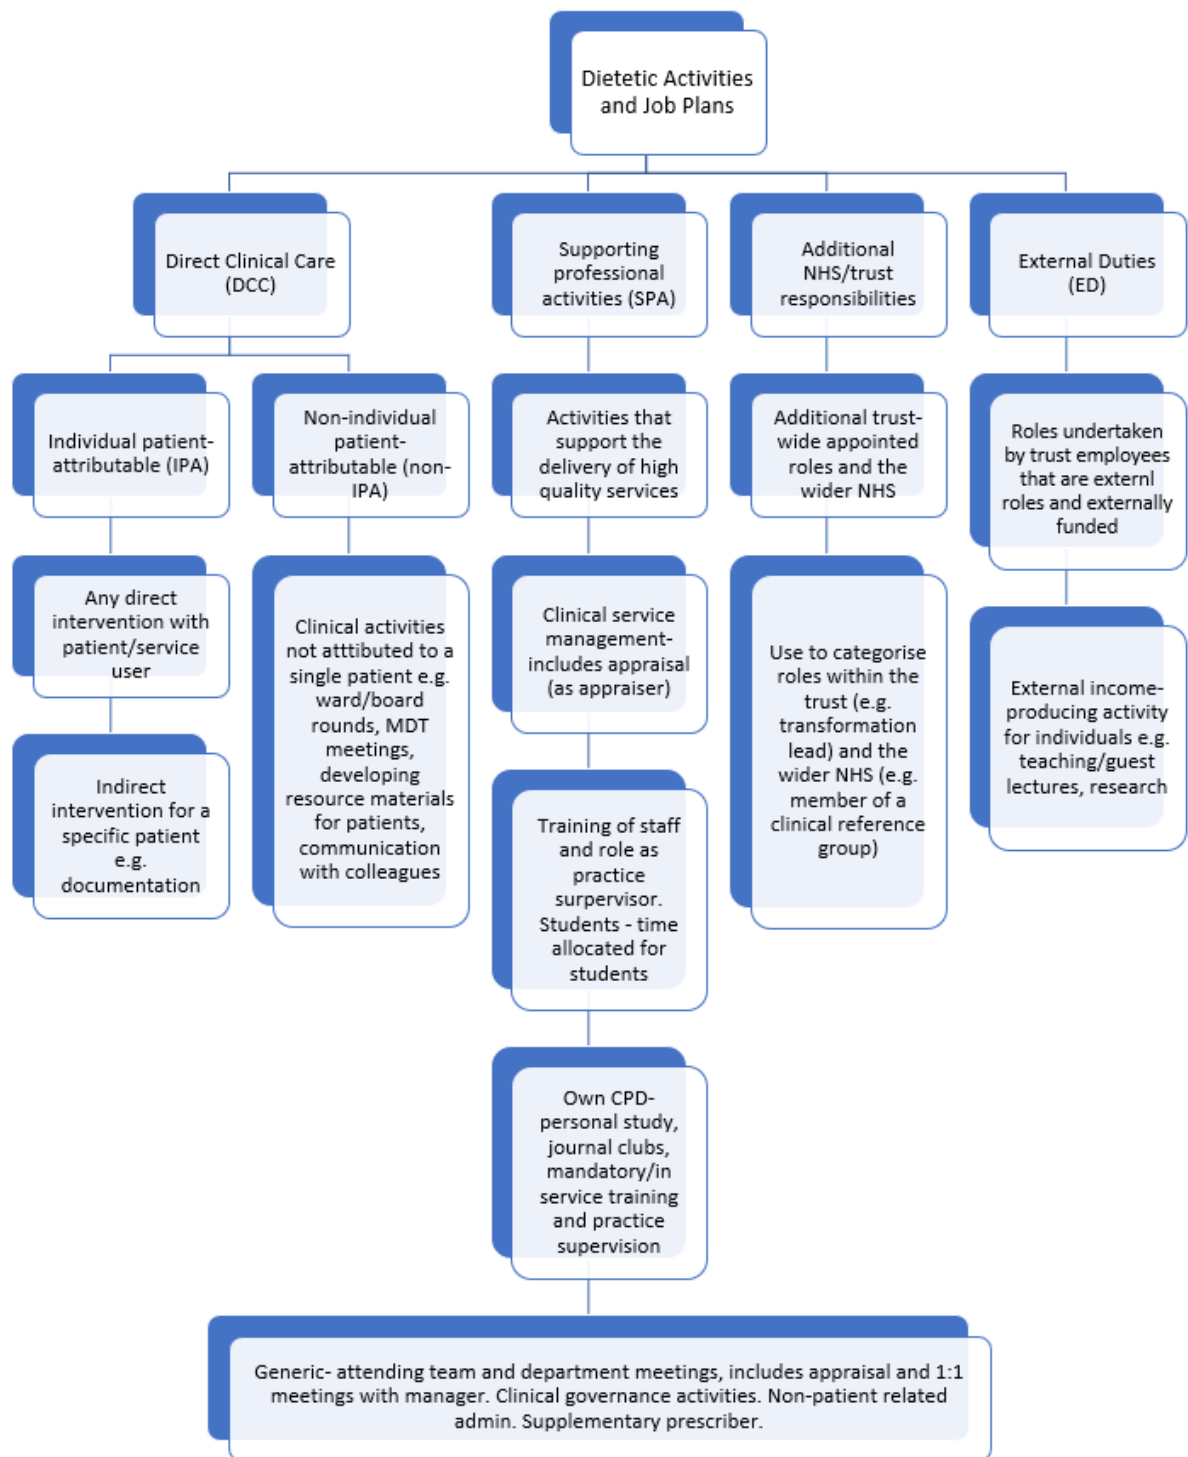 Dietetic Activities
and Job Plans
Direct Clinical Care
(DCC)
Supporting
professional
activities (SPA)
Additional
NHS/trust
responsibilities
External Duties
(ED)
Individual patient-
attributable (IPA)
Non-individual
patient-
attributable (non-
IPA)
Activities that
support the
delivery of high
quality services
Additional trust-
wide appointed
roles and the
wider NHS
Roles undertaken
by trust employees
that are externl
roles and externally
funded
Any direct
intervention with
patient/service
user
Clinical activities
not atttibuted to a
single patient e.g.
ward/board
rounds, MDT
meetings,
developing
resource materials
for patients,
communication
with colleagues
Clinical service
management-
includes appraisal
(as appraiser)
Use to categorise
roles within the
trust (e.g.
transformation
lead) and the
wider NHS (e.g.
member of a
clinical reference
group)
External income-
producing activity
for individuals e.g.
teaching/guest
lectures, research
Indirect
intervention for a
specific patient
e.g.
documentation
Training of staff
and role as
practice
surpervisor.
Students - time
allocated for
students
Own CPD-
personal study,
journal clubs,
mandatory/in
service training
and practice
supervision
Generic- attending team and department meetings, includes appraisal and 1:1
meetings with manager. Clinical governance activities. Non-patient related
admin. Supplementary prescriber.